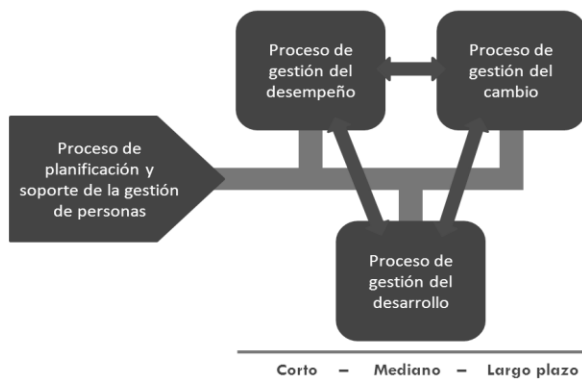 Proceso de
gestión del
desempeño
Proceso de
gestión del
cambio
Proceso de
planificación y
soporte de la gestión
de personas
Proceso de
gestión del
desarrollo
Corto – Mediano – Largo plazo